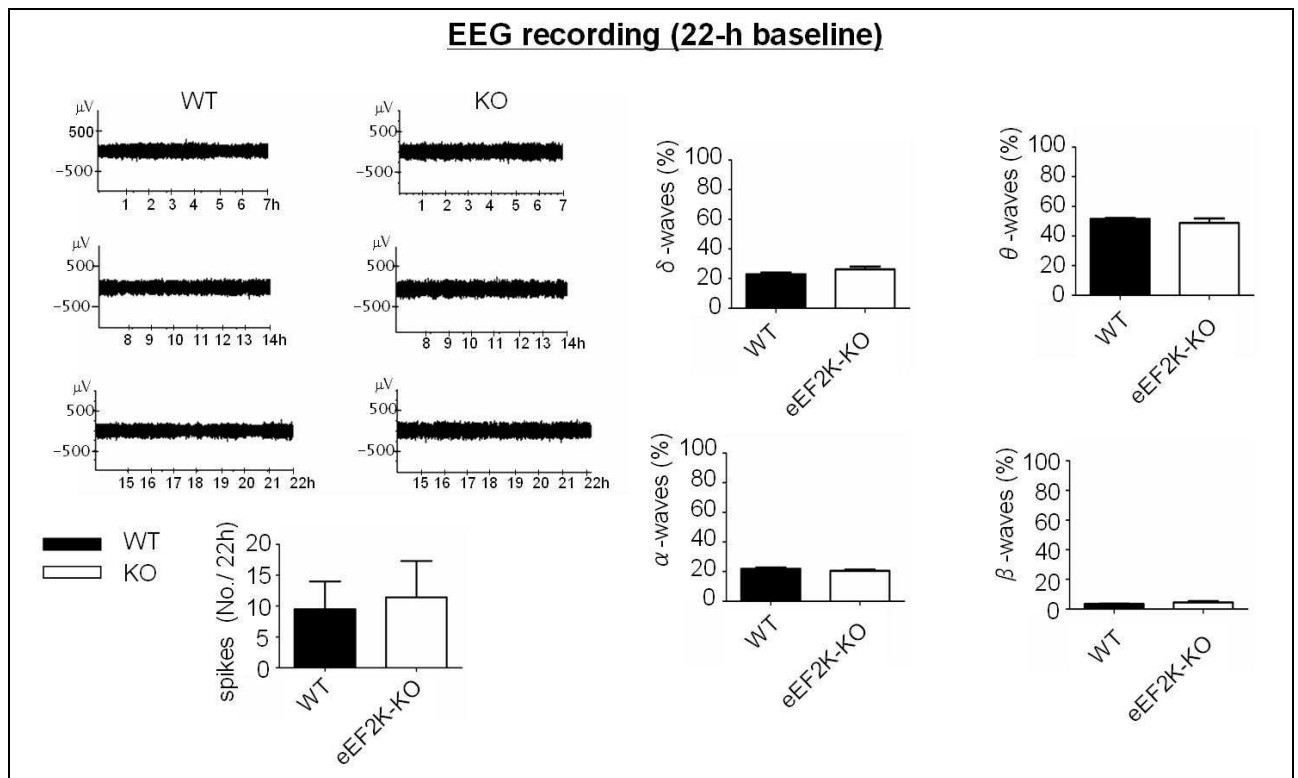 EEG recording (22-h baseline)
WT
μV
500
−500
1 2 3 4 5 6 7h
KO
μV
500
−500
1 2 3 4 5 6 7
μV
500
−500
8 9 10 11 12 13 14h
μV
500
−500
8 9 10 11 12 13 14h
μV
500
−500
15 16 17 18 19 20 21 22h
μV
500
−500
15 16 17 18 19 20 21 22h
WT
KO
spikes (No./ 22h)
20
15
10
5
0
WT
eEF2K-KO
δ -waves (%)
100
80
60
40
20
0
WT
eEF2K-KO
θ -waves (%)
100
80
60
40
20
0
WT
eEF2K-KO
α -waves (%)
100
80
60
40
20
0
WT
eEF2K-KO
β -waves (%)
100
80
60
40
20
0
WT
eEF2K-KO